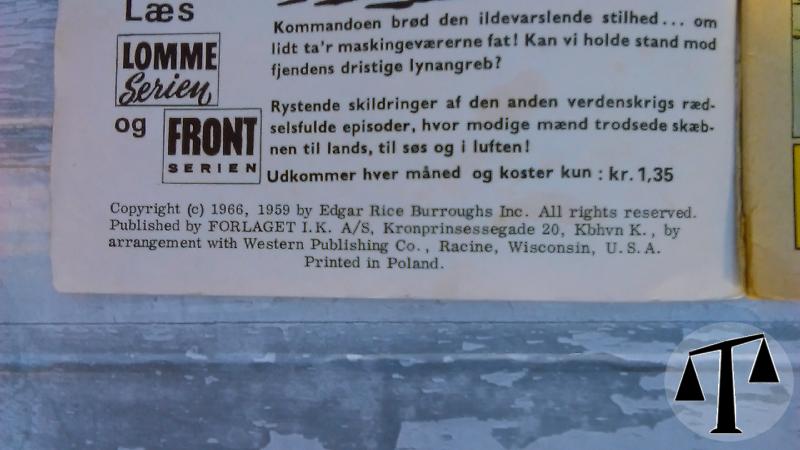 Læs
LOMME
Serien
og
FRONT
SERIEN
Kommandoen brød den ildevarslende stilhed... om
lidt ta'r maskingeværerne fat! Kan vi holde stand mod
fjendens dristige lynangreb?
Rystende skildringer af den anden verdenskrigs ræd-
selsfulde episoder, hvor modige mænd trodsede skæb-
nen til lands, til søs og i luften!
Udkommer hver måned og koster kun : kr. 1,35
Copyright (c) 1966, 1959 by Edgar Rice Burroughs Inc. All rights reserved.
Published by FORLAGET I.K. A/S, Kronprinsessegade 20, Kbhvn K., by
arrangement with Western Publishing Co., Racine, Wisconsin, U.S.A.
Printed in Poland.